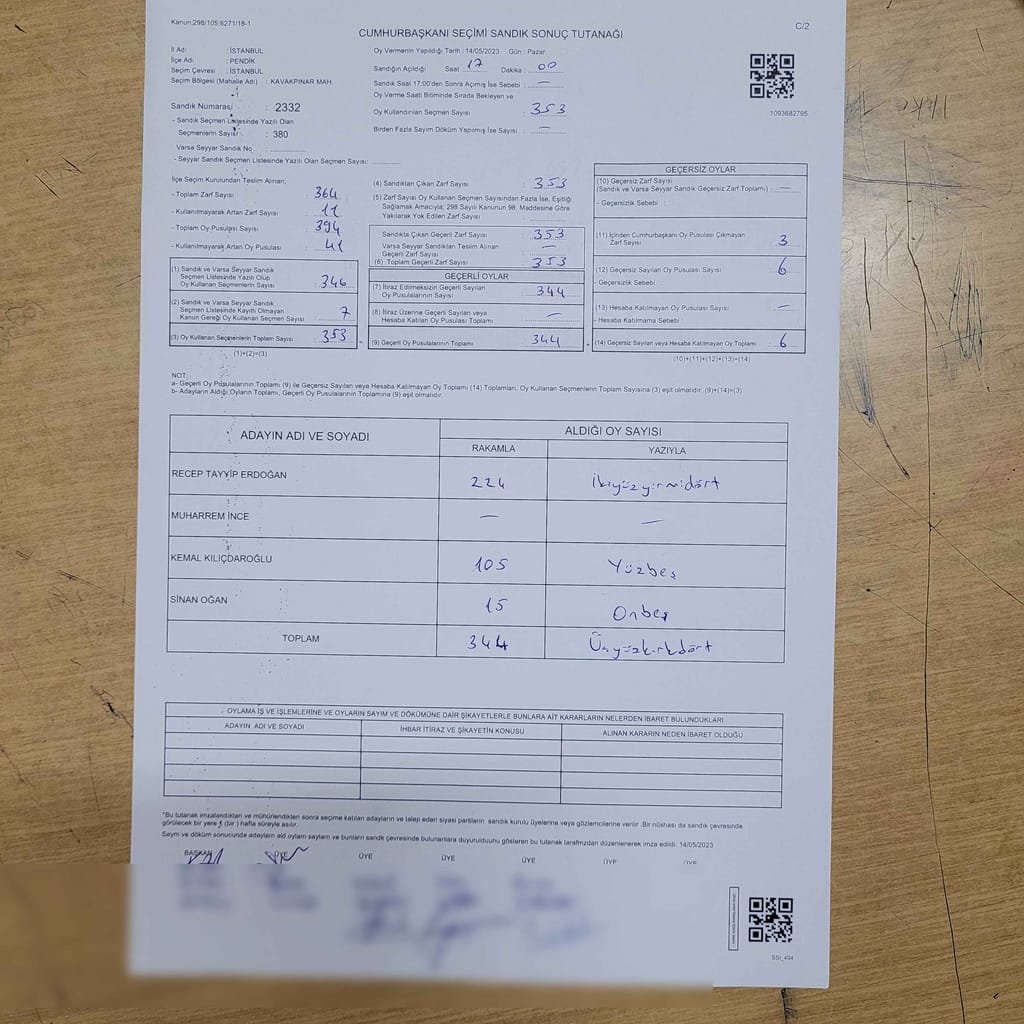 Kanun:298/105;6271/18-1
C/2
CUMHURBAŞKANI SEÇİMİ SANDIK SONUÇ TUTANAĞI
İl Adı : İSTANBUL
İlçe Adı : PENDİK
Seçim Çevresi : İSTANBUL
Seçim Bölgesi (Mahalle Adı) : KAVAKPINAR MAH.
Sandık Numarası : 2332
- Sandık Seçmen Listesinde Yazılı Olan
Seçmenlerin Sayısı : 380
Varsa Seyyar Sandık No
- Seyyar Sandık Seçmen Listesinde Yazılı Olan Seçmen Sayısı:
Oy Vermenin Yapıldığı Tarih : 14/05/2023 Gün : Pazar
Sandığın Açıldığı Saat 17 Dakika : 00
Sandık Saat 17:00'den Sonra Açılmış İse Sebebi : —
Oy Verme Saati Bitiminde Sırada Bekleyen ve
Oy Kullandırılan Seçmen Sayısı 353
Birden Fazla Sayım Döküm Yapılmış İse Sayısı : —
1093682795
İlçe Seçim Kurulundan Teslim Alınan:
- Toplam Zarf Sayısı 364
- Kullanılmayarak Artan Zarf Sayısı 11
- Toplam Oy Pusulası Sayısı 394
- Kullanılmayarak Artan Oy Pusulası 41
(1) Sandık ve Varsa Seyyar Sandık
Seçmen Listesinde Yazılı Olup
Oy Kullanan Seçmenlerin Sayısı 346
(2) Sandık ve Varsa Seyyar Sandık
Seçmen Listesinde Kayıtlı Olmayan
Kanun Gereği Oy Kullanan Seçmen Sayısı 7
(3) Oy Kullanan Seçmenlerin Toplam Sayısı 353
(1)+(2)=(3)
(4) Sandıktan Çıkan Zarf Sayısı 353
(5) Zarf Sayısı Oy Kullanan Seçmen Sayısından Fazla İse, Eşitliği
Sağlamak Amacıyla; 298 Sayılı Kanunun 98. Maddesine Göre
Yakılarak Yok Edilen Zarf Sayısı
Sandıkta Çıkan Geçerli Zarf Sayısı 353
Varsa Seyyar Sandıktan Teslim Alınan
Geçerli Zarf Sayısı —
(6) Toplam Geçerli Zarf Sayısı 353
GEÇERLİ OYLAR
(7) İtiraz Edilmeksizin Geçerli Sayılan
Oy Pusulalarının Sayısı 344
(8) İtiraz Üzerine Geçerli Sayılan veya
Hesaba Katılan Oy Pusulası Toplamı —
(9) Geçerli Oy Pusulalarının Toplamı 344
GEÇERSİZ OYLAR
(10) Geçersiz Zarf Sayısı
(Sandık ve Varsa Seyyar Sandık Geçersiz Zarf Toplamı) —
- Geçersizlik Sebebi :
(11) İçinden Cumhurbaşkanı Oy Pusulası Çıkmayan
Zarf Sayısı 3
(12) Geçersiz Sayılan Oy Pusulası Sayısı 6
- Geçersizlik Sebebi :
(13) Hesaba Katılmayan Oy Pusulası Sayısı —
- Hesaba Katılmama Sebebi :
(14) Geçersiz Sayılan veya Hesaba Katılmayan Oy Toplamı 6
(10)+(11)+(12)+(13)=(14)
NOT:
a- Geçerli Oy Pusulalarının Toplamı (9) ile Geçersiz Sayılan veya Hesaba Katılmayan Oy Toplamı (14) Toplamları, Oy Kullanan Seçmenlerin Toplam Sayısına (3) eşit olmalıdır. (9)+(14)=(3)
b- Adayların Aldığı Oyların Toplamı, Geçerli Oy Pusulalarının Toplamına (9) eşit olmalıdır.
ADAYIN ADI VE SOYADI
ALDIĞI OY SAYISI
RAKAMLA YAZIYLA
RECEP TAYYİP ERDOĞAN 224 İkiyüzyirmidört
MUHARREM İNCE — —
KEMAL KILIÇDAROĞLU 105 Yüzbeş
SİNAN OĞAN 15 Onbeş
TOPLAM 344 Üçyüzkırkdört
OYLAMA İŞ VE İŞLEMLERİNE VE OYLARIN SAYIM VE DÖKÜMÜNE DAİR ŞİKAYETLERLE BUNLARA AİT KARARLARIN NELERDEN İBARET BULUNDUKLARI
ADAYIN ADI VE SOYADI İHBAR İTİRAZ VE ŞİKAYETİN KONUSU ALINAN KARARIN NEDEN İBARET OLDUĞU
"Bu tutanak imzalandıktan ve mühürlendikten sonra seçime katılan adayların ve talep eden siyasi partilerin sandık kurulu üyelerine veya gözlemcilerine verilir. Bir nüshası da sandık çevresinde
görülecek bir yere 1 (bir ) hafta süreyle asılır.
Sayım ve döküm sonucunda adayların aldığı oyların sayısını ve bunların sandık çevresinde bulunanlara duyurulduğunu gösteren bu tutanak tarafımızdan düzenlenerek imza edildi. 14/05/2023
BAŞKAN ÜYE ÜYE ÜYE ÜYE ÜYE ÜYE
SSI_404